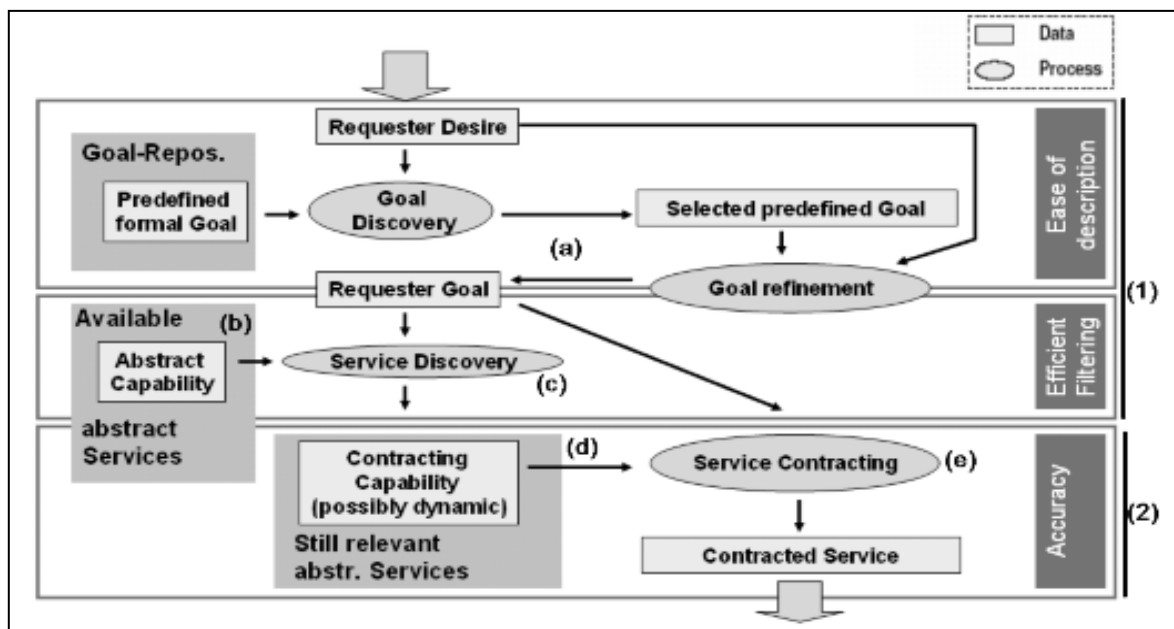 Data
Process
Requester Desire
Goal-Repos.
Predefined
formal Goal
Goal
Discovery
Selected predefined Goal
Ease of
description
(a)
Requester Goal
Goal refinement
(1)
Available
(b)
Abstract
Capability
Service Discovery
(c)
Efficient
Filtering
abstract
Services
Contracting
Capability
(possibly dynamic)
(d)
Service Contracting
(e)
Still relevant
abstr. Services
Contracted Service
Accuracy
(2)